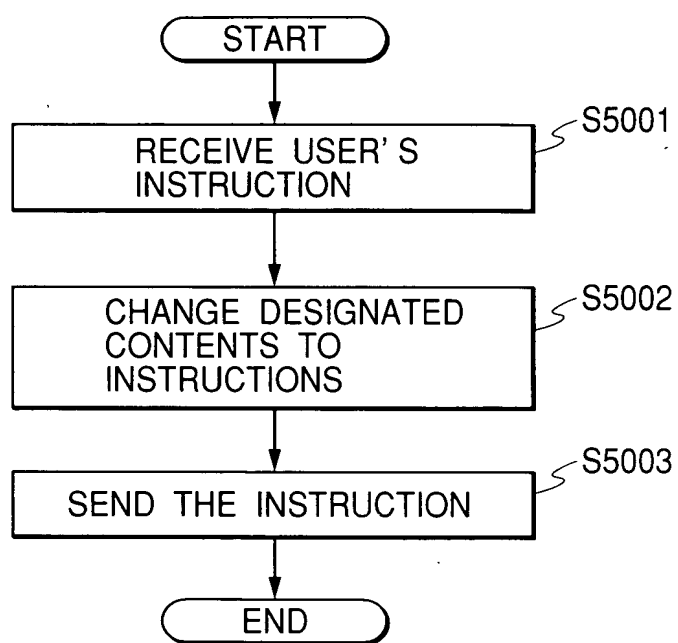 START
RECEIVE USER'S
INSTRUCTION
S5001
CHANGE DESIGNATED
CONTENTS TO
INSTRUCTIONS
S5002
SEND THE INSTRUCTION
S5003
END